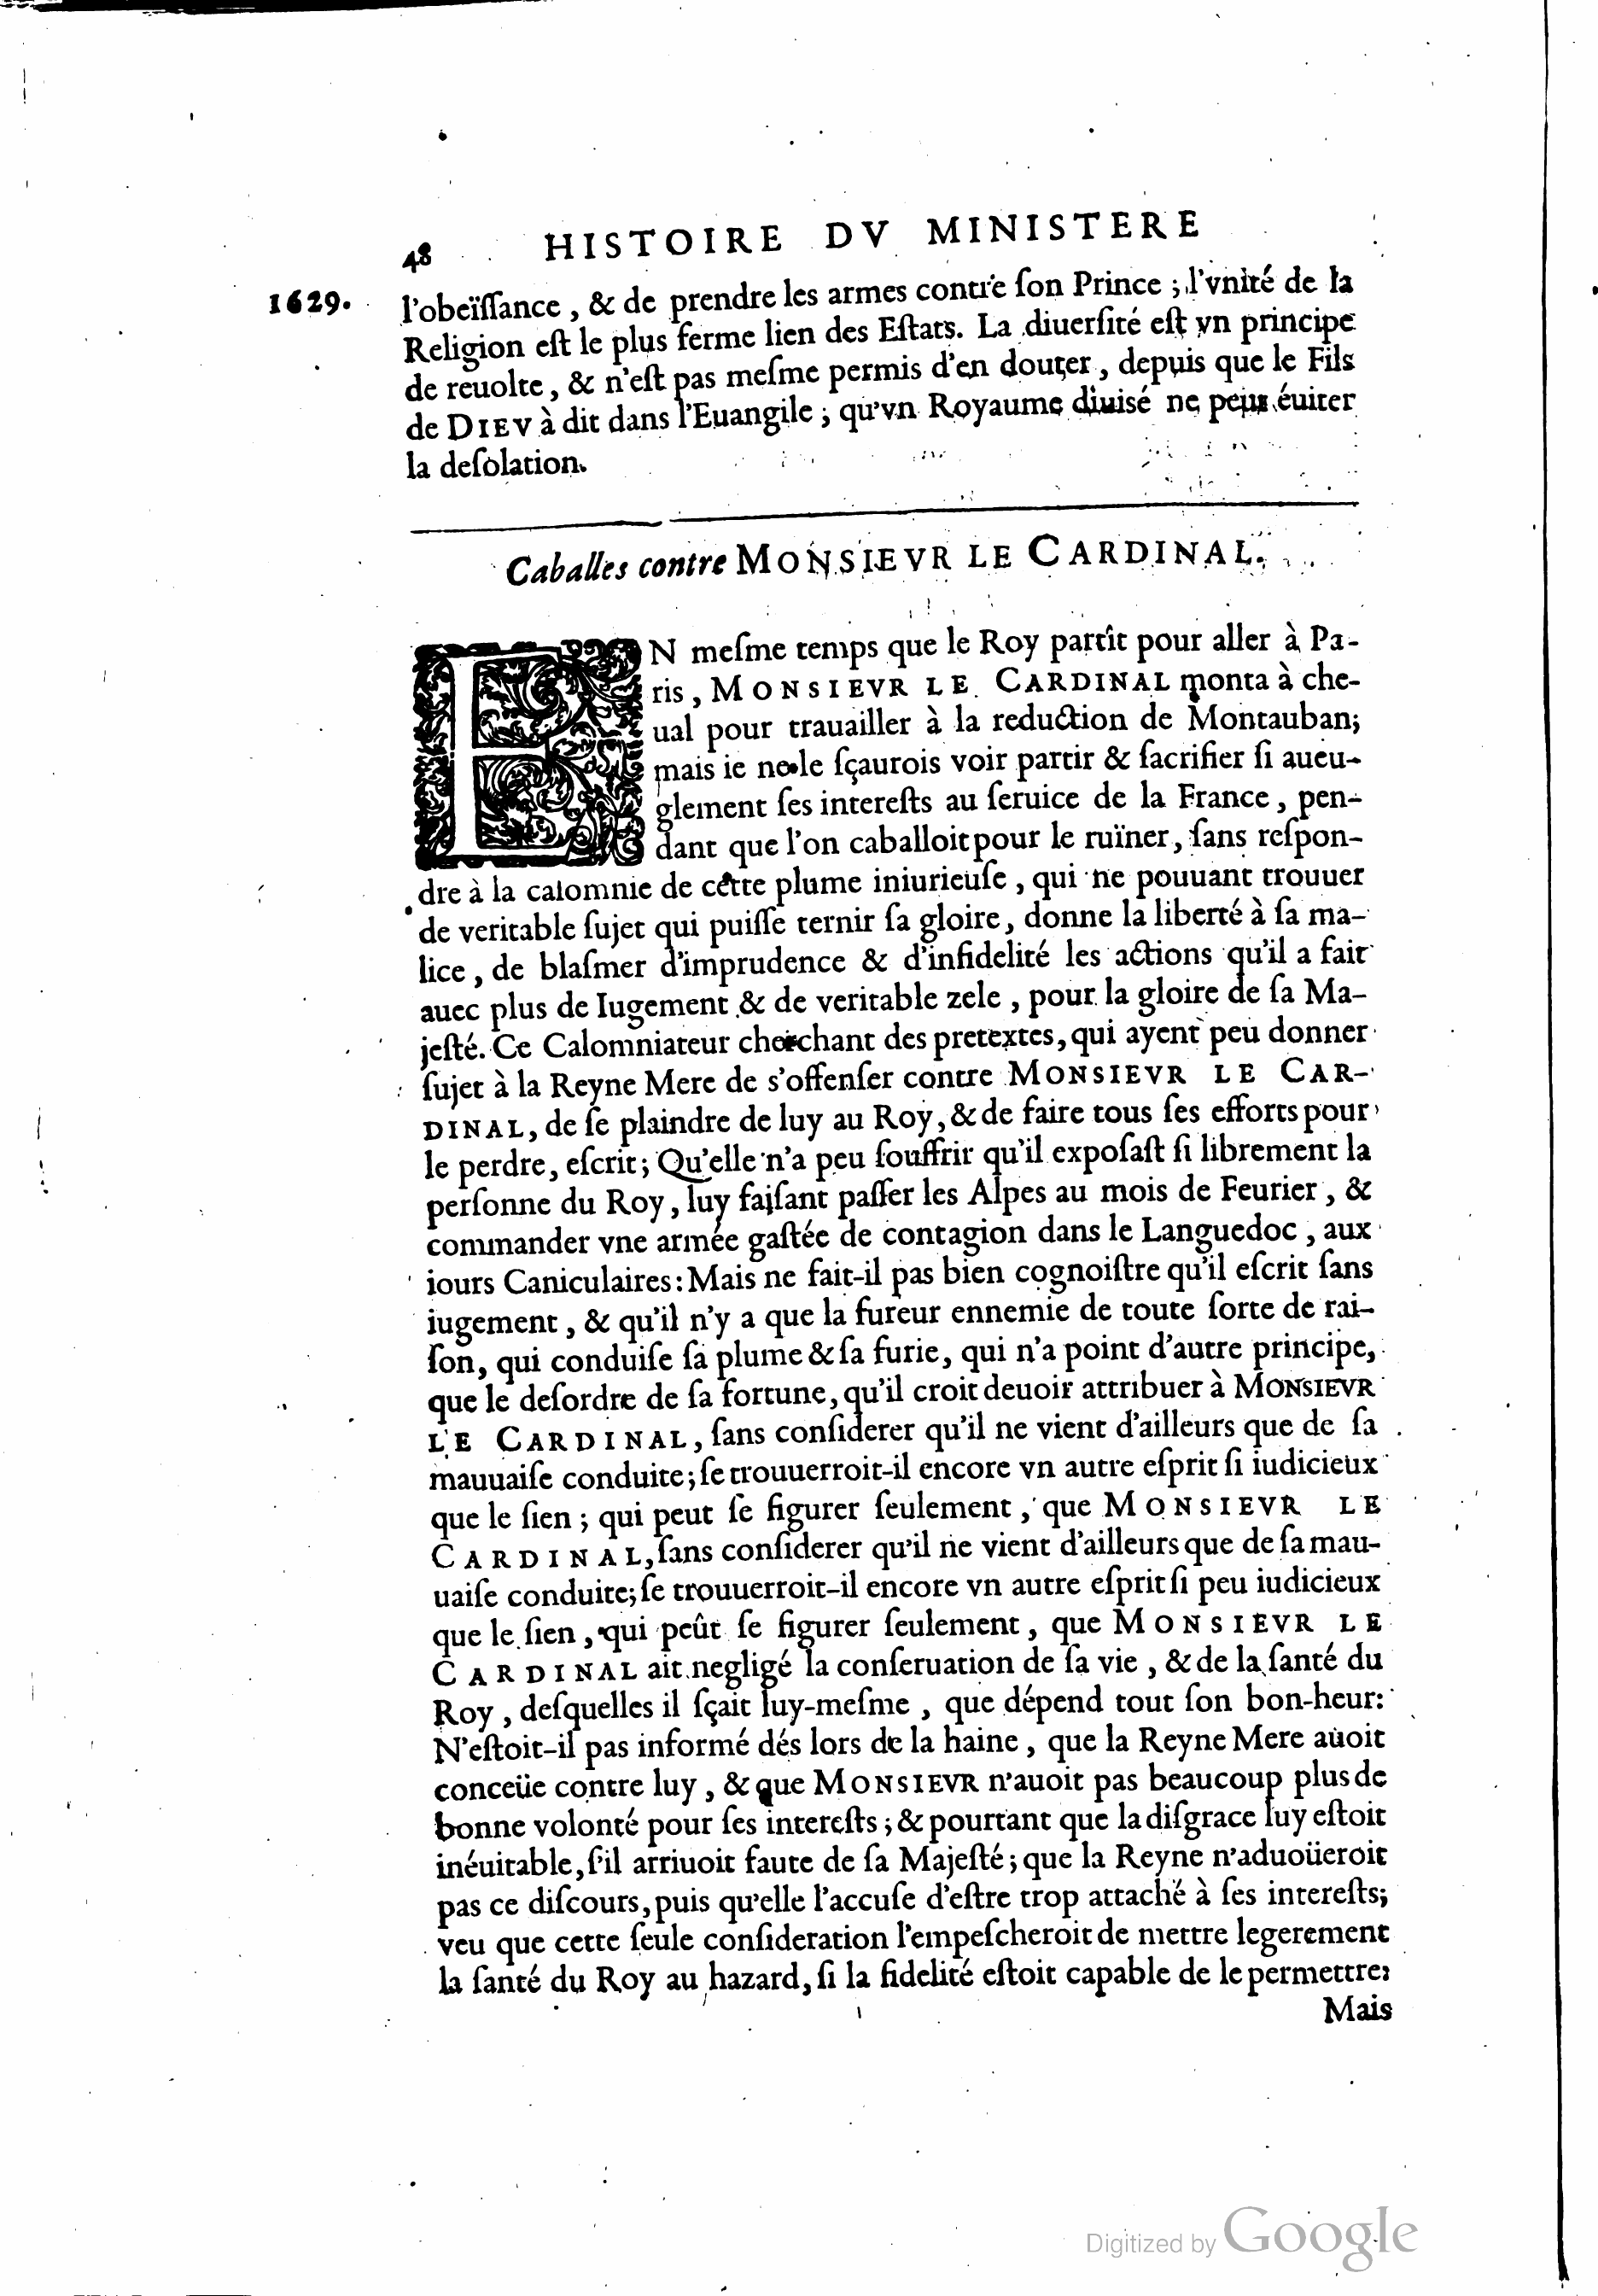 48 HISTOIRE DV MINISTERE
1629. l'obeïſſance, & de prendre les armes contre ſon Prince ; l'vnité de la
Religion eſt le plus ferme lien des Eſtats. La diuerſité eſt vn principe
de reuolte, & n'eſt pas meſme permis d'en douter, depuis que le Fils
de DIEV à dit dans l'Euangile ; qu'vn Royaume diuisé ne peut éuiter
la deſolation.
Caballes contre MONSIEVR LE CARDINAL.
EN meſme temps que le Roy partît pour aller à Pa-
ris, MONSIEVR LE CARDINAL monta à che-
ual pour trauailler à la reduction de Montauban;
mais ie ne le ſçaurois voir partir & ſacrifier ſi aueu-
glement ſes intereſts au ſeruice de la France, pen-
dant que l'on caballoit pour le ruïner, ſans reſpon-
dre à la calomnie de cette plume iniurieuſe, qui ne pouuant trouuer
de veritable ſujet qui puiſſe ternir ſa gloire, donne la liberté à ſa ma-
lice, de blaſmer d'imprudence & d'infidelité les actions qu'il a fait
auec plus de Iugement & de veritable zele, pour la gloire de ſa Ma-
jeſté. Ce Calomniateur cherchant des pretextes, qui ayent peu donner
ſujet à la Reyne Mere de s'offenſer contre MONSIEVR LE CAR-
DINAL, de ſe plaindre de luy au Roy, & de faire tous ſes efforts pour
le perdre, eſcrit; Qu'elle n'a peu ſouffrir qu'il expoſaſt ſi librement la
perſonne du Roy, luy faiſant paſſer les Alpes au mois de Feurier, &
commander vne armée gaſtée de contagion dans le Languedoc, aux
iours Caniculaires: Mais ne fait-il pas bien cognoiſtre qu'il eſcrit ſans
iugement, & qu'il n'y a que la fureur ennemie de toute ſorte de rai-
ſon, qui conduiſe ſa plume & ſa furie, qui n'a point d'autre principe,
que le deſordre de ſa fortune, qu'il croit deuoir attribuer à MONSIEVR
LE CARDINAL, ſans conſiderer qu'il ne vient d'ailleurs que de ſa
mauuaiſe conduite; ſe trouuerroit-il encore vn autre eſprit ſi iudicieux
que le ſien ; qui peut ſe figurer ſeulement, que MONSIEVR LE
CARDINAL, ſans conſiderer qu'il ne vient d'ailleurs que de ſa mau-
uaiſe conduite; ſe trouuerroit-il encore vn autre eſprit ſi peu iudicieux
que le ſien, qui peût ſe figurer ſeulement, que MONSIEVR LE
CARDINAL ait negligé la conſeruation de ſa vie, & de la ſanté du
Roy, deſquelles il ſçait luy-meſme, que dépend tout ſon bon-heur:
N'eſtoit-il pas informé dés lors de la haine, que la Reyne Mere auoit
conceüe contre luy, & que MONSIEVR n'auoit pas beaucoup plus de
bonne volonté pour ſes intereſts ; & pourtant que la diſgrace luy eſtoit
inéuitable, ſ'il arriuoit faute de ſa Majeſté ; que la Reyne n'aduoüeroit
pas ce diſcours, puis qu'elle l'accuſe d'eſtre trop attaché à ſes intereſts;
veu que cette ſeule conſideration l'empeſcheroit de mettre legerement
la ſanté du Roy au hazard, ſi la fidelité eſtoit capable de le permettre:
Mais
Digitized by Google